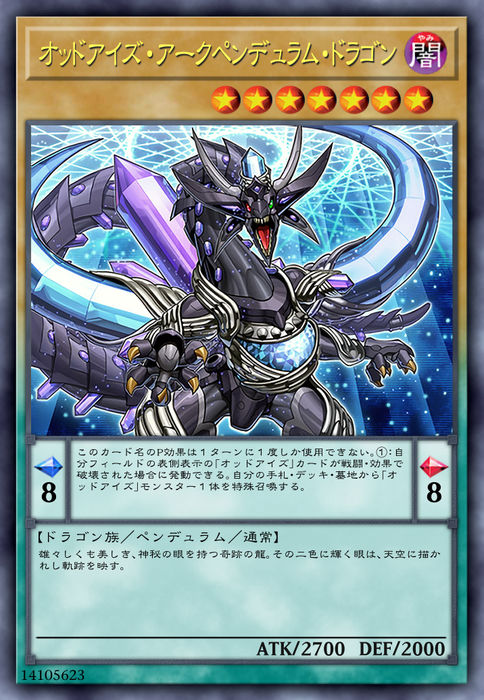 オッドアイズ・アークペンデュラム・ドラゴン
やみ
闇
このカード名のP効果は1ターンに1度しか使用できない。①:自
分フィールドの表側表示の「オッドアイズ」カードが戦闘・効果で
破壊された場合に発動できる。自分の手札・デッキ・墓地から「オ
ッドアイズ」モンスター1体を特殊召喚する。
8
8
【ドラゴン族/ペンデュラム/通常】
雄々しくも美しき、神秘の眼を持つ奇跡の龍。その二色に輝く眼は、天空に描か
れし軌跡を映す。
ATK/2700 DEF/2000
14105623